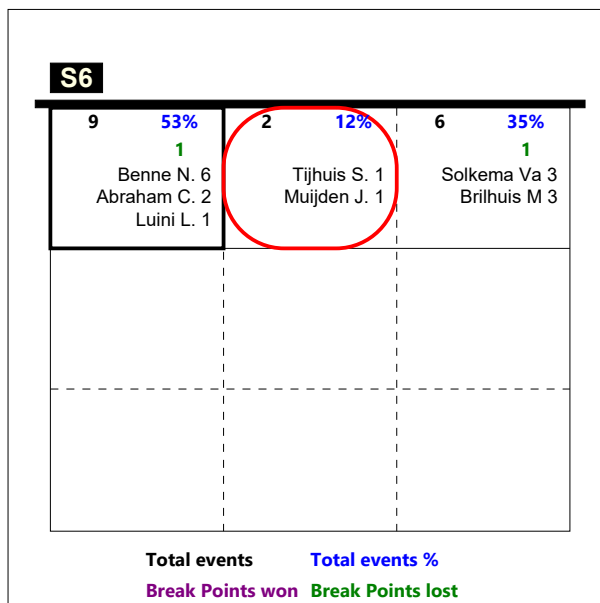 S6
9 53% 2 12% 6 35%
1 1
Benne N. 6 Tijhuis S. 1 Solkema Va 3
Abraham C. 2 Muijden J. 1 Brilhuis M 3
Luini L. 1
Total events Total events %
Break Points won Break Points lost